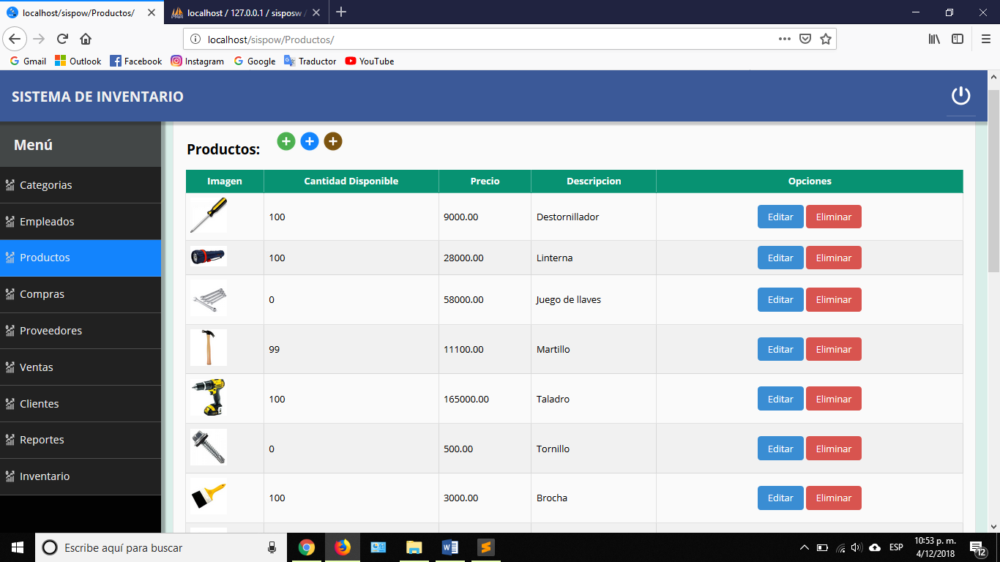 localhost/sispow/Productos/
localhost / 127.0.0.1 / sisposw /
localhost/sispow/Productos/
Gmail Outlook Facebook Instagram Google Traductor YouTube
SISTEMA DE INVENTARIO
Menú
Categorias
Empleados
Productos
Compras
Proveedores
Ventas
Clientes
Reportes
Inventario
Productos:
Imagen Cantidad Disponible Precio Descripcion Opciones
100 9000.00 Destornillador Editar Eliminar
100 28000.00 Linterna Editar Eliminar
0 58000.00 Juego de llaves Editar Eliminar
99 11100.00 Martillo Editar Eliminar
100 165000.00 Taladro Editar Eliminar
0 500.00 Tornillo Editar Eliminar
100 3000.00 Brocha Editar Eliminar
Escribe aquí para buscar
ESP
10:53 p. m.
4/12/2018
12